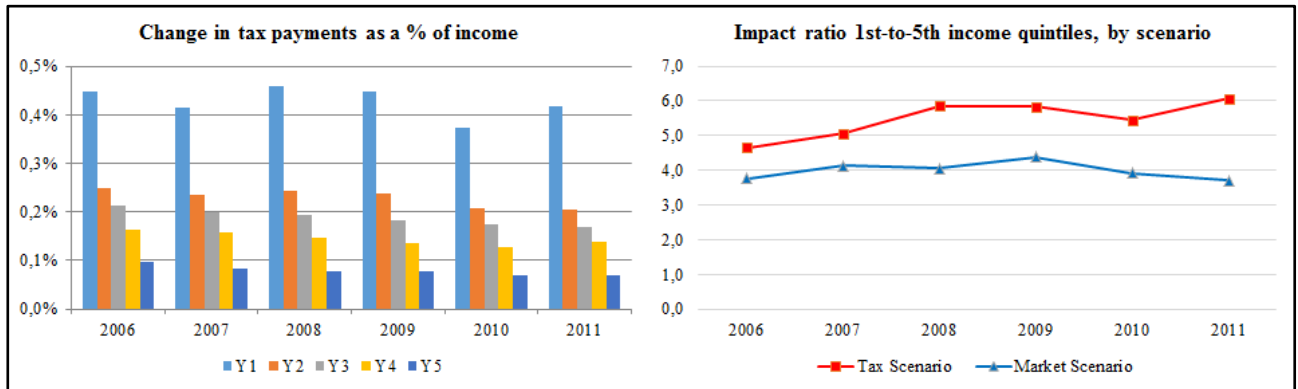 Change in tax payments as a % of income
0,5%
0,4%
0,3%
0,2%
0,1%
0,0%
2006 2007 2008 2009 2010 2011
Y1 Y2 Y3 Y4 Y5
Impact ratio 1st-to-5th income quintiles, by scenario
7,0
6,0
5,0
4,0
3,0
2,0
1,0
0,0
2006 2007 2008 2009 2010 2011
Tax Scenario Market Scenario